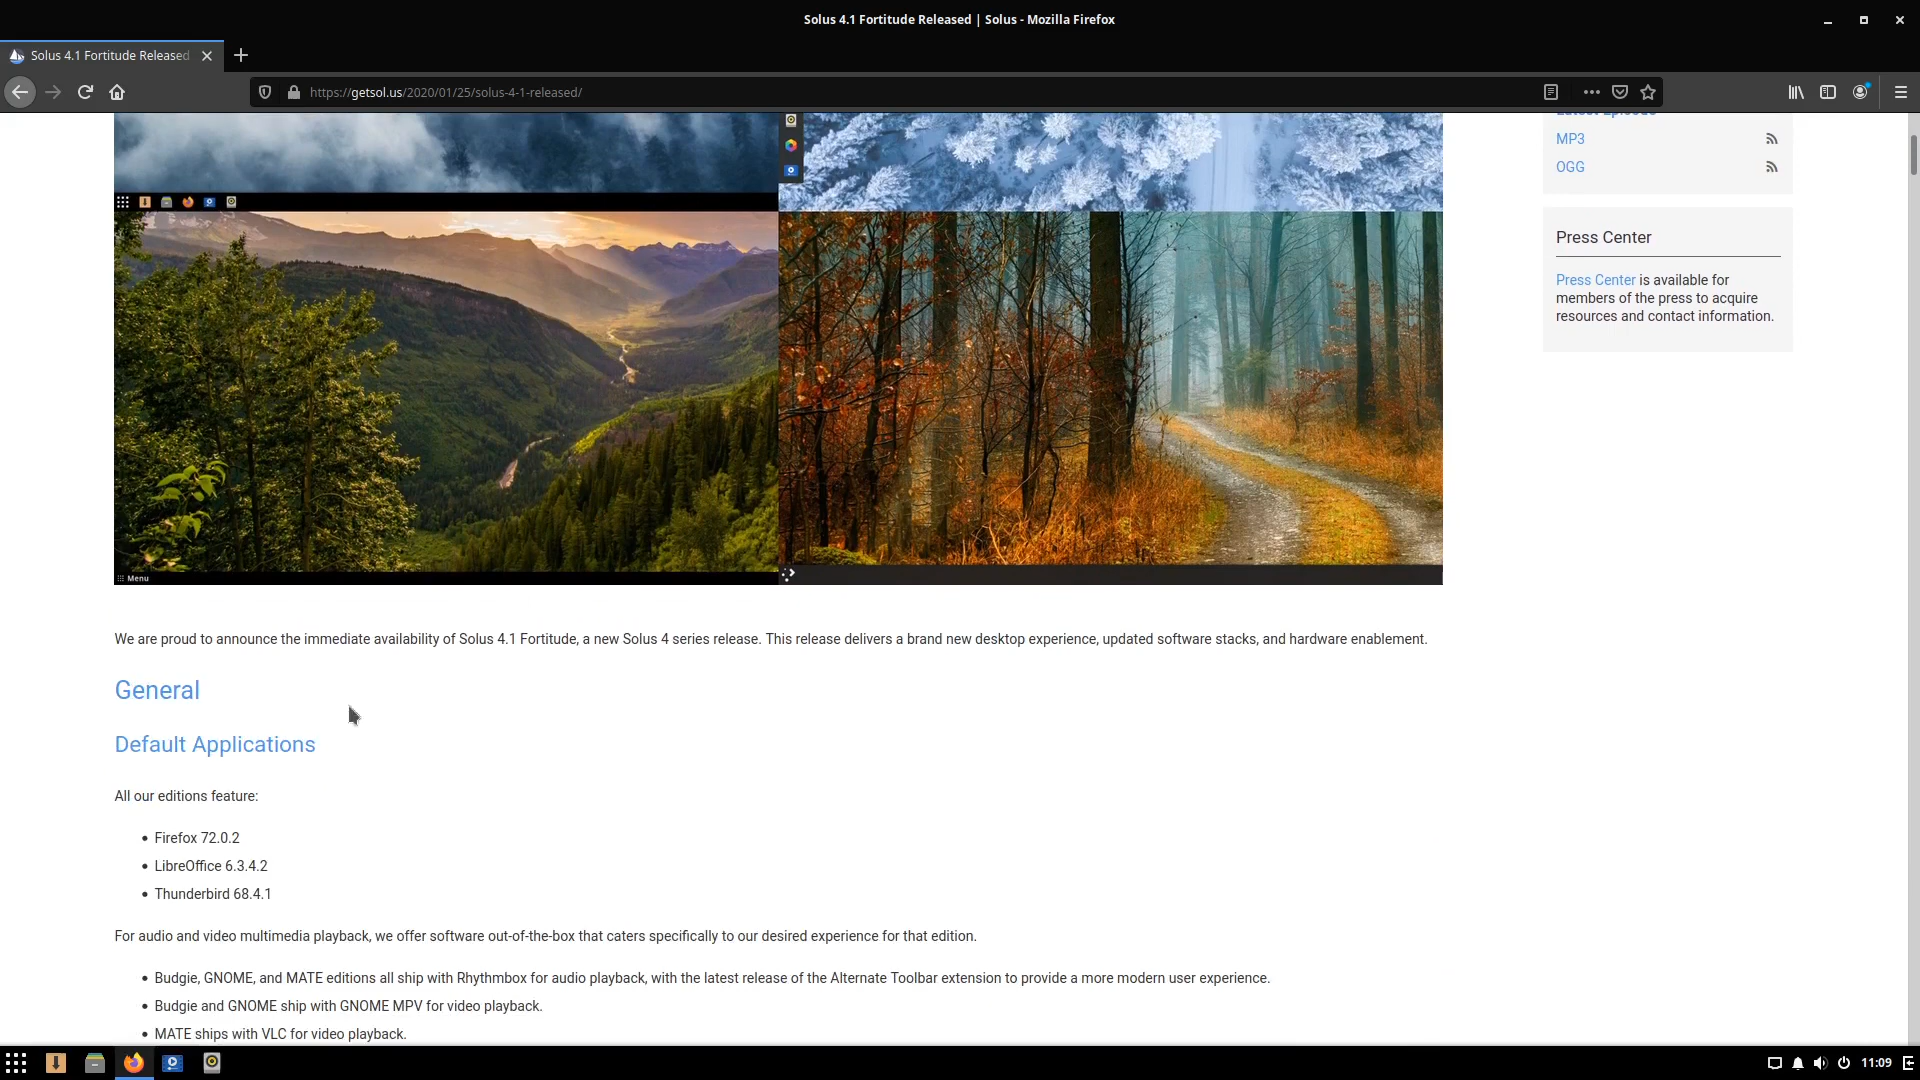 Solus 4.1 Fortitude Released | Solus - Mozilla Firefox
Solus 4.1 Fortitude Released
https://getsol.us/2020/01/25/solus-4-1-released/
Latest Episode
MP3
OGG
Press Center
Press Center is available for
members of the press to acquire
resources and contact information.
Menu
We are proud to announce the immediate availability of Solus 4.1 Fortitude, a new Solus 4 series release. This release delivers a brand new desktop experience, updated software stacks, and hardware enablement.
General
Default Applications
All our editions feature:
• Firefox 72.0.2
• LibreOffice 6.3.4.2
• Thunderbird 68.4.1
For audio and video multimedia playback, we offer software out-of-the-box that caters specifically to our desired experience for that edition.
• Budgie, GNOME, and MATE editions all ship with Rhythmbox for audio playback, with the latest release of the Alternate Toolbar extension to provide a more modern user experience.
• Budgie and GNOME ship with GNOME MPV for video playback.
• MATE ships with VLC for video playback.
11:09